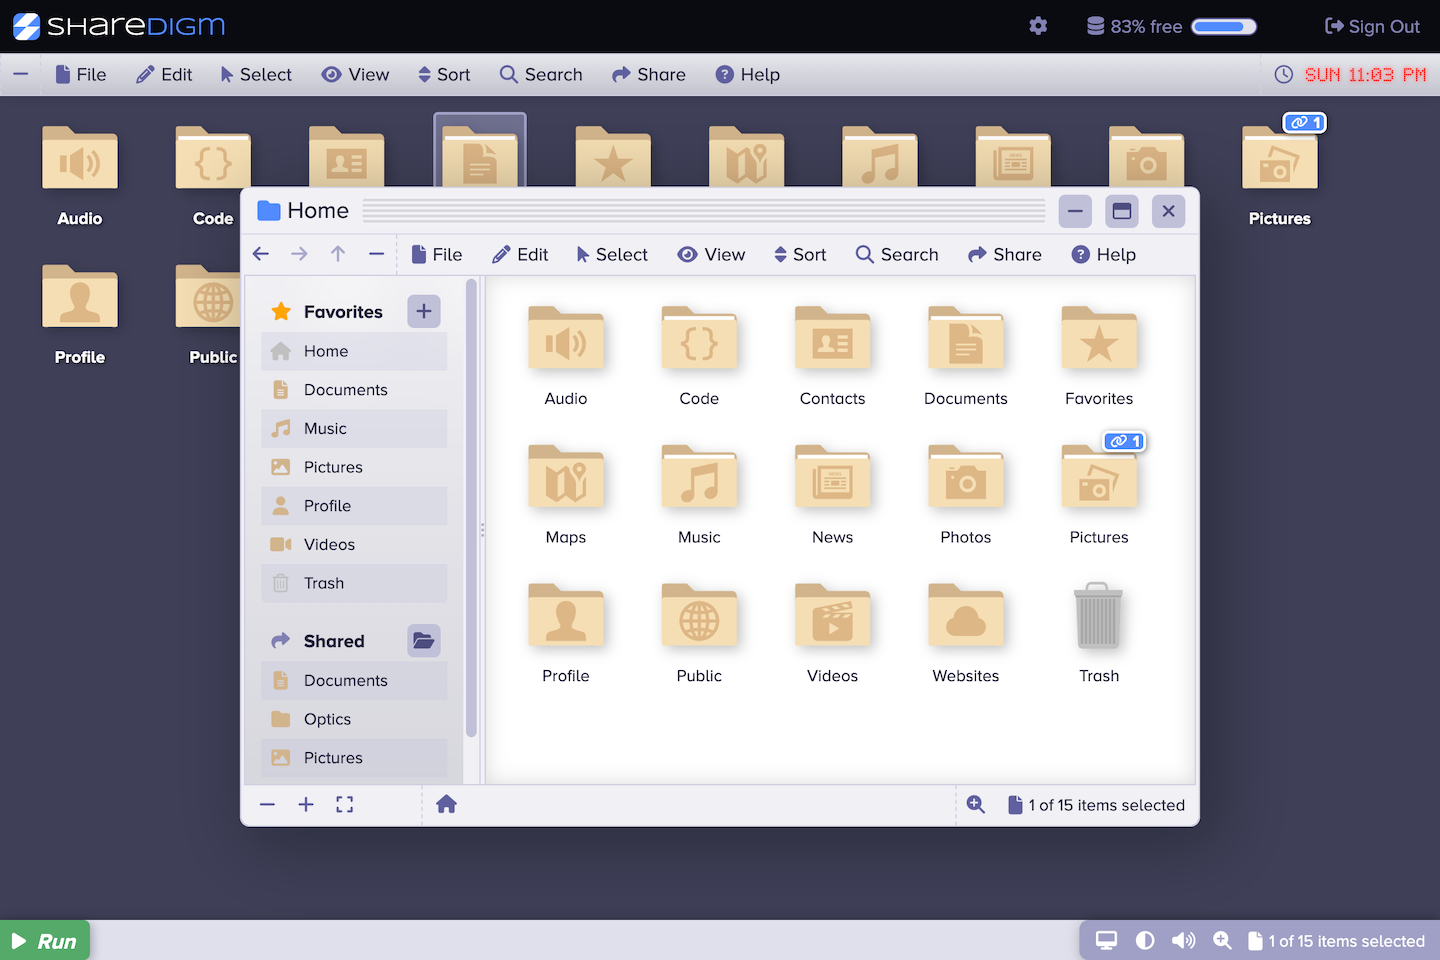 shareDIGM
83% free
Sign Out
File Edit Select View Sort Search Share Help
SUN 11:03 PM
1
Audio
Code
Pictures
Profile
Public
Home
File Edit Select View Sort Search Share Help
Favorites
Home
Documents
Music
Pictures
Profile
Videos
Trash
Shared
Documents
Optics
Pictures
Audio Code Contacts Documents Favorites
1
Maps Music News Photos Pictures
Profile Public Videos Websites Trash
1 of 15 items selected
Run
1 of 15 items selected